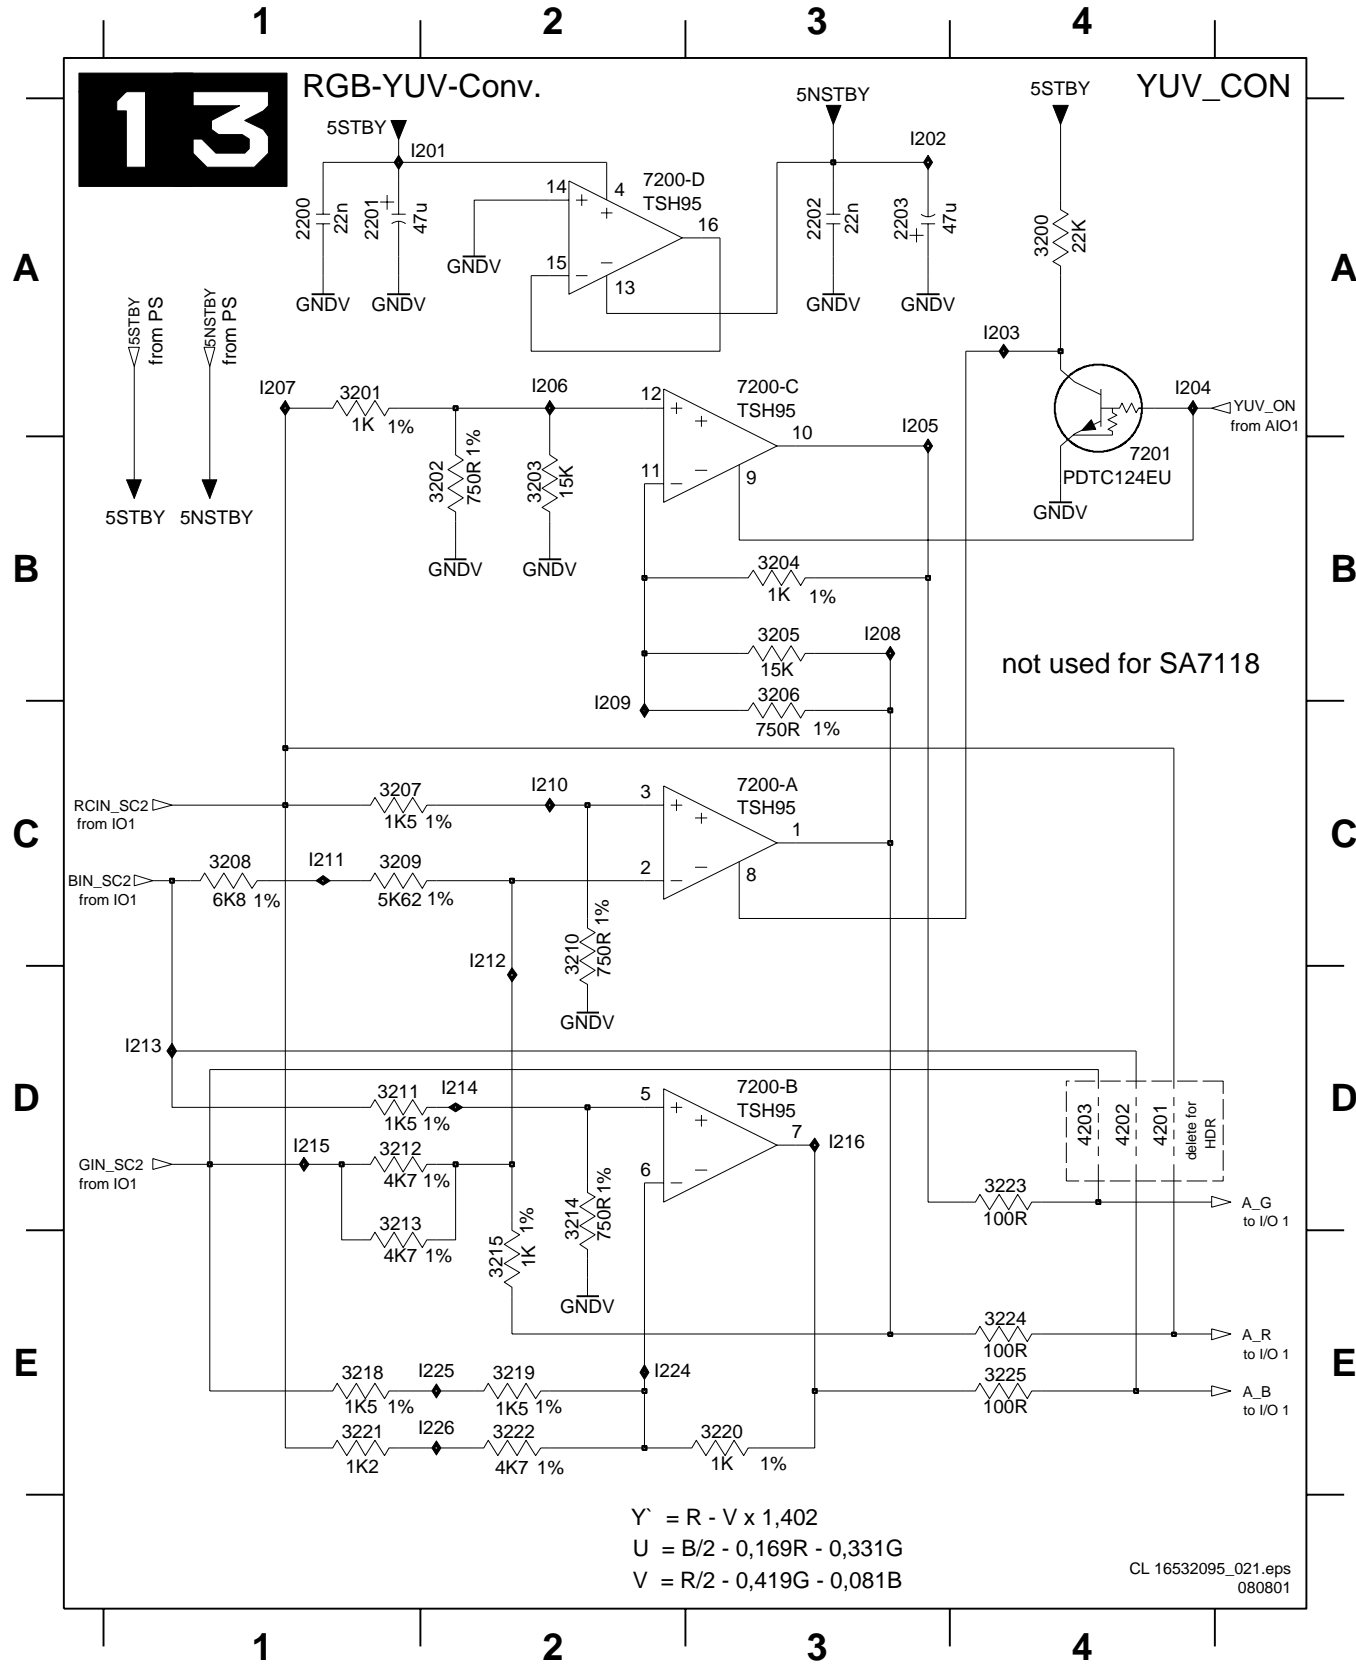 1 2 3 4
13
RGB-YUV-Conv.
YUV_CON
5STBY
5NSTBY
5STBY
I201
I202
7200-D
TSH95
14
4
16
15
13
2200
22n
2201
47u
2202
22n
2203
47u
3200
22K
A
A
GNDV
GNDV
GNDV
GNDV
GNDV
5STBY
from PS
5NSTBY
from PS
I203
I207
3201
1K 1%
I206
12
7200-C
TSH95
10
I205
I204
YUV_ON
from AIO1
7201
PDTC124EU
3202
750R 1%
3203
15K
11
9
5STBY
5NSTBY
GNDV
GNDV
GNDV
B
B
3204
1K 1%
3205
15K
I208
not used for SA7118
I209
3206
750R 1%
RCIN_SC2
from IO1
3207
1K5 1%
I210
3
7200-A
TSH95
1
C
C
BIN_SC2
from IO1
3208
6K8 1%
I211
3209
5K62 1%
2
8
3210
750R 1%
I212
GNDV
I213
D
D
3211
1K5 1%
I214
5
7200-B
TSH95
7
I216
4203
4202
4201
delete for
HDR
GIN_SC2
from IO1
I215
3212
4K7 1%
6
3213
4K7 1%
3215
1K 1%
3214
750R 1%
3223
100R
A_G
to I/O 1
GNDV
3224
100R
A_R
to I/O 1
E
E
3218
1K5 1%
I225
3219
1K5 1%
I224
3225
100R
A_B
to I/O 1
3221
1K2
I226
3222
4K7 1%
3220
1K 1%
Y` = R - V x 1,402
U = B/2 - 0,169R - 0,331G
V = R/2 - 0,419G - 0,081B
CL 16532095_021.eps
080801
1 2 3 4